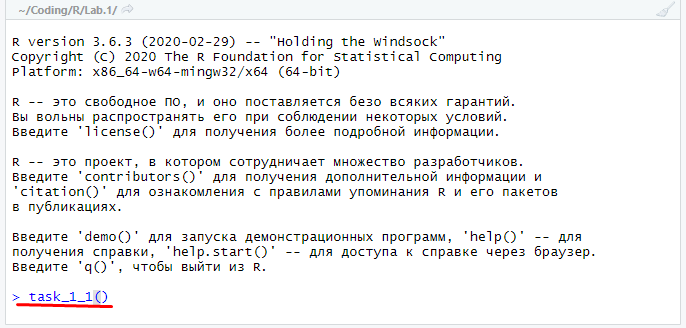 ~/Coding/R/Lab.1/
R version 3.6.3 (2020-02-29) -- "Holding the Windsock"
Copyright (C) 2020 The R Foundation for Statistical Computing
Platform: x86_64-w64-mingw32/x64 (64-bit)
R -- это свободное ПО, и оно поставляется безо всяких гарантий.
Вы вольны распространять его при соблюдении некоторых условий.
Введите 'license()' для получения более подробной информации.
R -- это проект, в котором сотрудничает множество разработчиков.
Введите 'contributors()' для получения дополнительной информации и
'citation()' для ознакомления с правилами упоминания R и его пакетов
в публикациях.
Введите 'demo()' для запуска демонстрационных программ, 'help()' -- для
получения справки, 'help.start()' -- для доступа к справке через браузер.
Введите 'q()', чтобы выйти из R.
> task_1_1()